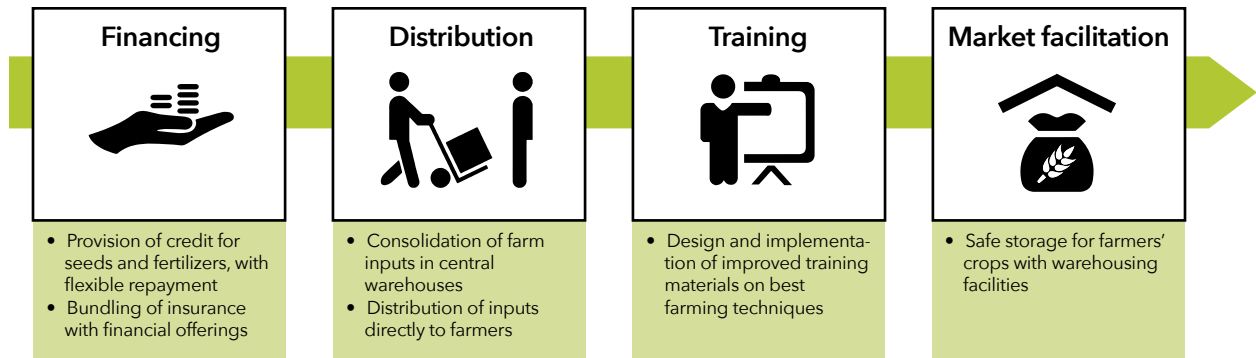 Financing
• Provision of credit for
seeds and fertilizers, with
flexible repayment
• Bundling of insurance
with financial offerings
Distribution
• Consolidation of farm
inputs in central
warehouses
• Distribution of inputs
directly to farmers
Training
• Design and implementa-
tion of improved training
materials on best
farming techniques
Market facilitation
• Safe storage for farmers’
crops with warehousing
facilities